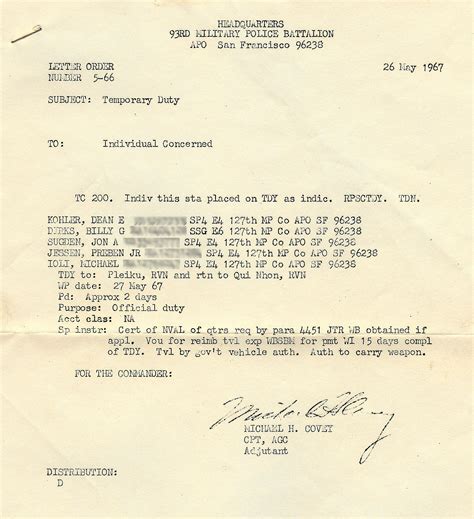 HEADQUARTERS
93RD MILITARY POLICE BATTALION
APO San Francisco 96238
LETTER ORDER 26 May 1967
NUMBER 5-66
SUBJECT: Temporary Duty
TO: Individual Concerned
TC 200. Indiv this sta placed on TDY as indic. RPSCTDY. TDN.
KOHLER, DEAN E SP4 E4 127th MP Co APO SF 96238
DIRKS, BILLY G SSG E6 127th MP Co APO SF 96238
SUGDEN, JON A SP4 E4 127th MP Co APO SF 96238
JESSEN, PREBEN JR SP4 E4 127th MP Co APO SF 96238
IOLI, MICHAEL SP4 E4 127th MP Co APO SF 96238
TDY to: Pleiku, RVN and rtn to Qui Nhon, RVN
WP date: 27 May 67
Pd: Approx 2 days
Purpose: Official duty
Acct clas: NA
Sp instr: Cert of NVAL of qtrs req by para 4451 JTR WB obtained if
appl. Vou for reimb tvl exp WBSBM for pmt WI 15 days compl
of TDY. Tvl by gov't vehicle auth. Auth to carry weapon.
FOR THE COMMANDER:
MICHAEL H. COVEY
CPT, AGC
Adjutant
DISTRIBUTION:
D